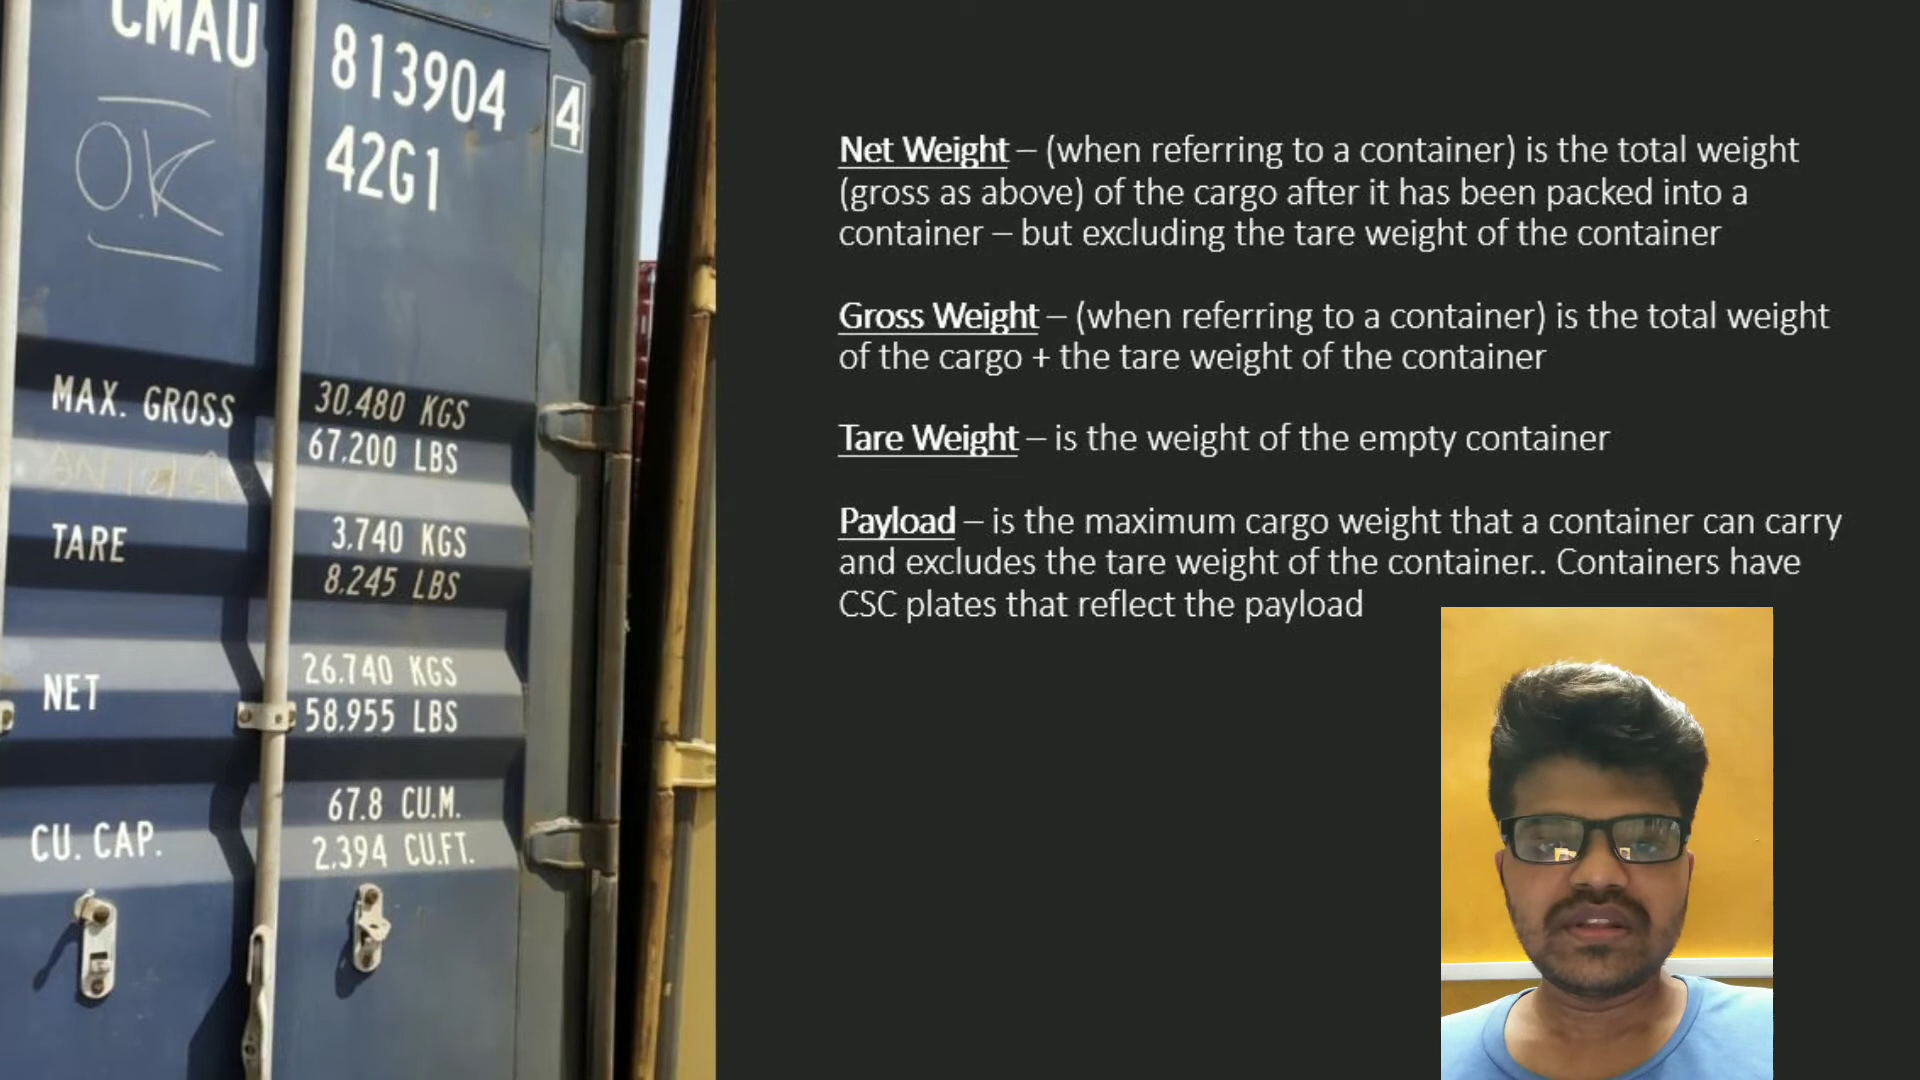 CMAU 813904 4
O.K 42G1
MAX. GROSS 30.480 KGS
67.200 LBS
TARE 3.740 KGS
8.245 LBS
NET 26.740 KGS
58.955 LBS
CU. CAP. 67.8 CU.M.
2.394 CU.FT.
Net Weight – (when referring to a container) is the total weight
(gross as above) of the cargo after it has been packed into a
container – but excluding the tare weight of the container
Gross Weight – (when referring to a container) is the total weight
of the cargo + the tare weight of the container
Tare Weight – is the weight of the empty container
Payload – is the maximum cargo weight that a container can carry
and excludes the tare weight of the container.. Containers have
CSC plates that reflect the payload